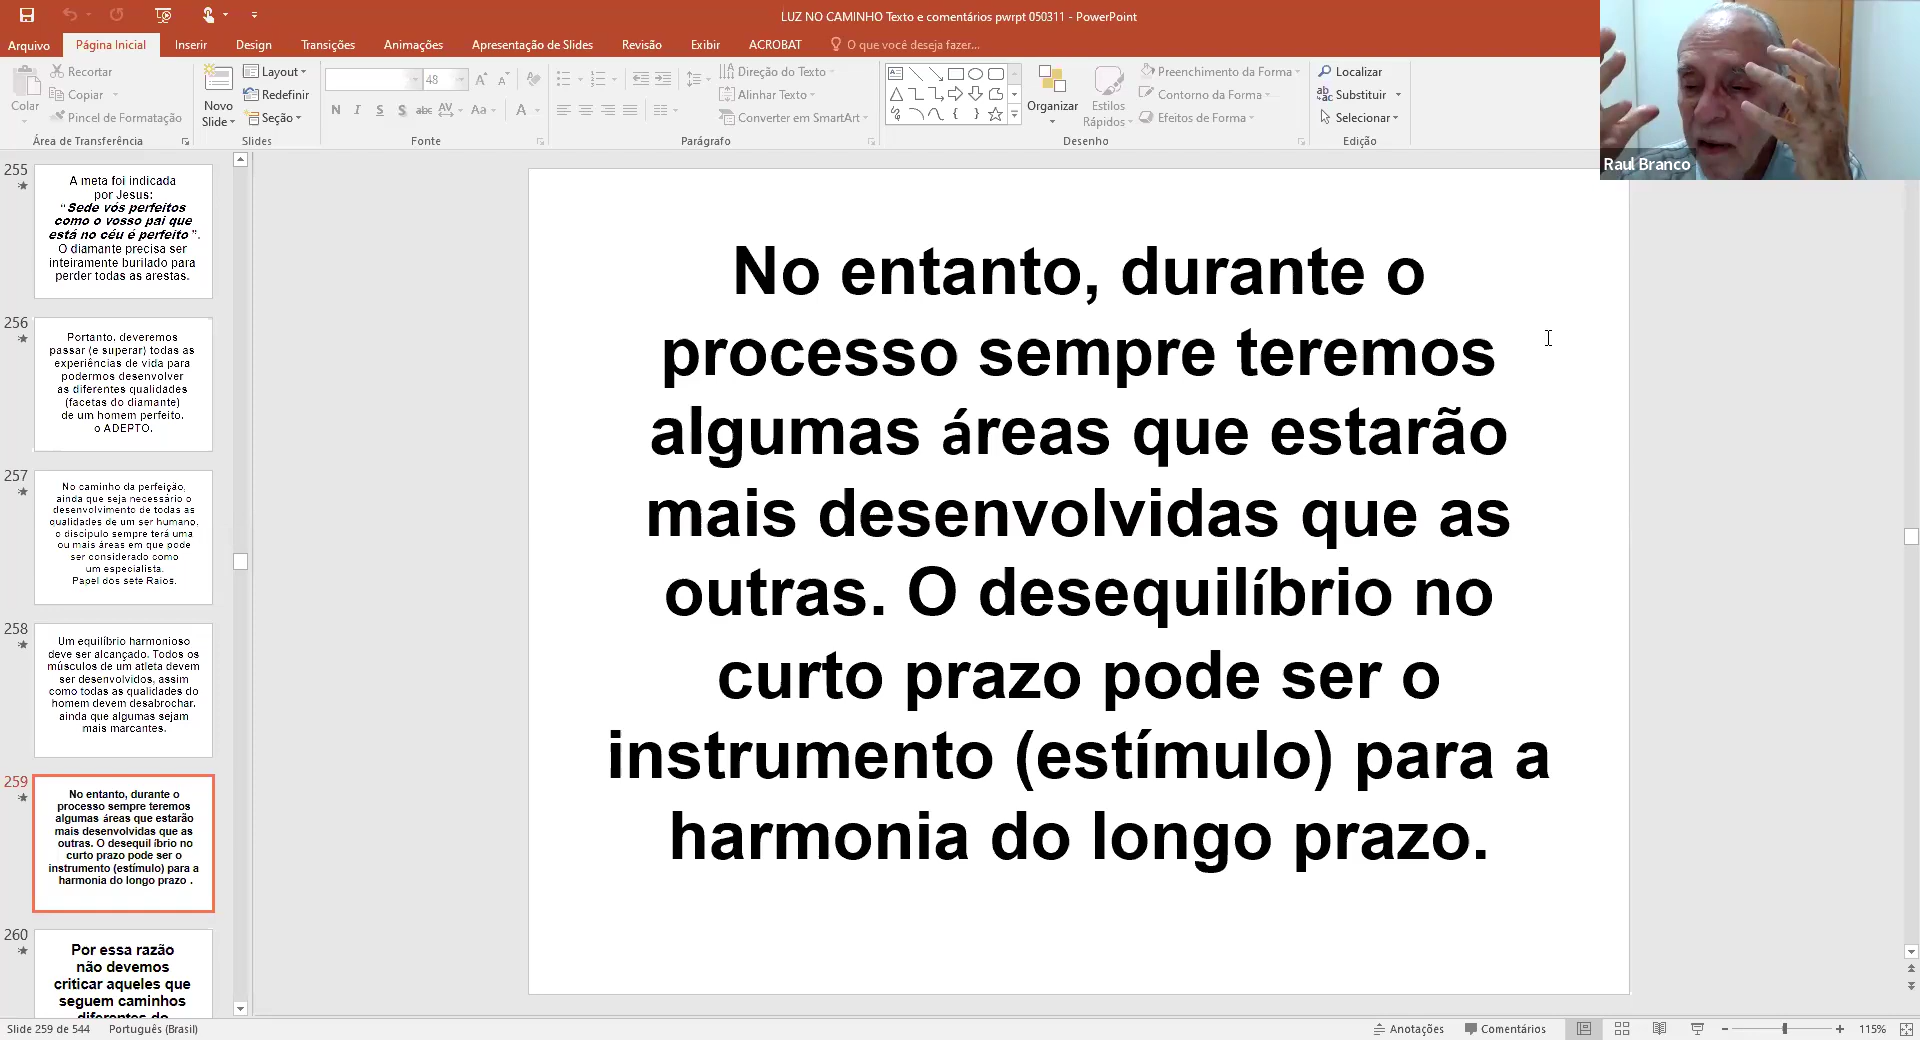 LUZ NO CAMINHO Texto e comentários pwrpt 050311 - PowerPoint
Arquivo
Página Inicial
Inserir
Design
Transições
Animações
Apresentação de Slides
Revisão
Exibir
ACROBAT
O que você deseja fazer...
Colar
Recortar
Copiar
Pincel de Formatação
Área de Transferência
Novo
Slide
Layout
Redefinir
Seção
Slides
48
N I S S abc AV Aa A
Fonte
Direção do Texto
Alinhar Texto
Converter em SmartArt
Parágrafo
Organizar
Estilos
Rápidos
Preenchimento da Forma
Contorno da Forma
Efeitos de Forma
Desenho
Localizar
Substituir
Selecionar
Edição
Raul Branco
255
A meta foi indicada
por Jesus:
“Sede vós perfeitos
como o vosso pai que
está no céu é perfeito ”.
O diamante precisa ser
inteiramente burilado para
perder todas as arestas.
256
Portanto, deveremos
passar (e superar) todas as
experiências de vida para
podermos desenvolver
as diferentes qualidades
(facetas do diamante)
de um homem perfeito,
o ADEPTO.
257
No caminho da perfeição,
ainda que seja necessário o
desenvolvimento de todas as
qualidades de um ser humano,
o discípulo sempre terá uma
ou mais áreas em que pode
ser considerado como
um especialista.
Papel dos sete Raios.
258
Um equilíbrio harmonioso
deve ser alcançado. Todos os
músculos de um atleta devem
ser desenvolvidos, assim
como todas as qualidades do
homem devem desabrochar,
ainda que algumas sejam
mais marcantes.
259
No entanto, durante o
processo sempre teremos
algumas áreas que estarão
mais desenvolvidas que as
outras. O desequil íbrio no
curto prazo pode ser o
instrumento (estímulo) para a
harmonia do longo prazo .
260
Por essa razão
não devemos
criticar aqueles que
seguem caminhos
diferentes do
No entanto, durante o
processo sempre teremos
algumas áreas que estarão
mais desenvolvidas que as
outras. O desequilíbrio no
curto prazo pode ser o
instrumento (estímulo) para a
harmonia do longo prazo.
Slide 259 de 544
Português (Brasil)
Anotações
Comentários
115%